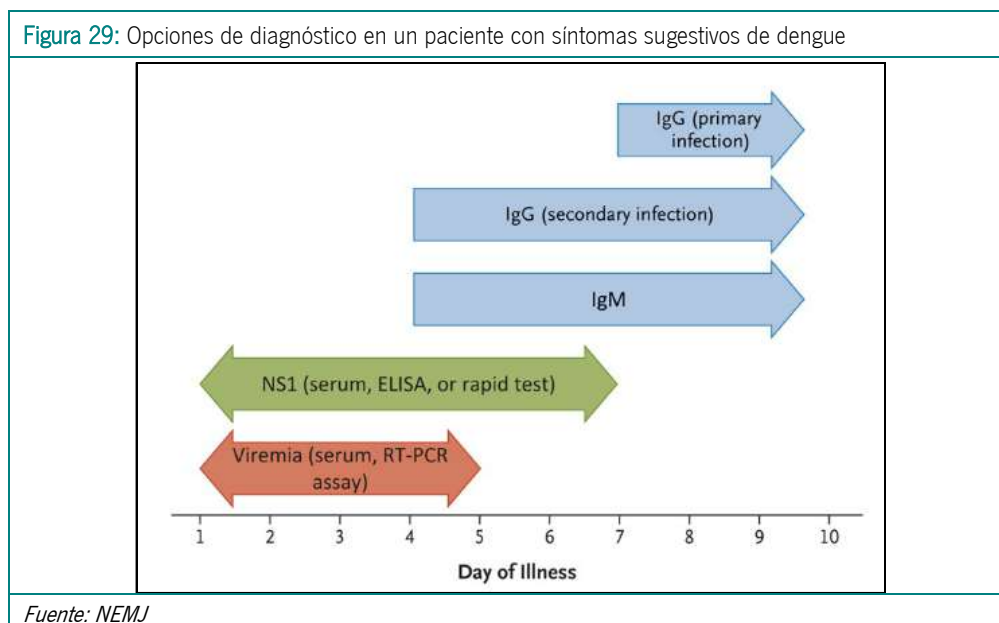 Figura 29: Opciones de diagnóstico en un paciente con síntomas sugestivos de dengue
IgG (primary
infection)
IgG (secondary infection)
IgM
NS1 (serum, ELISA, or rapid test)
Viremia (serum, RT-PCR
assay)
1 2 3 4 5 6 7 8 9 10
Day of Illness
Fuente: NEMJ